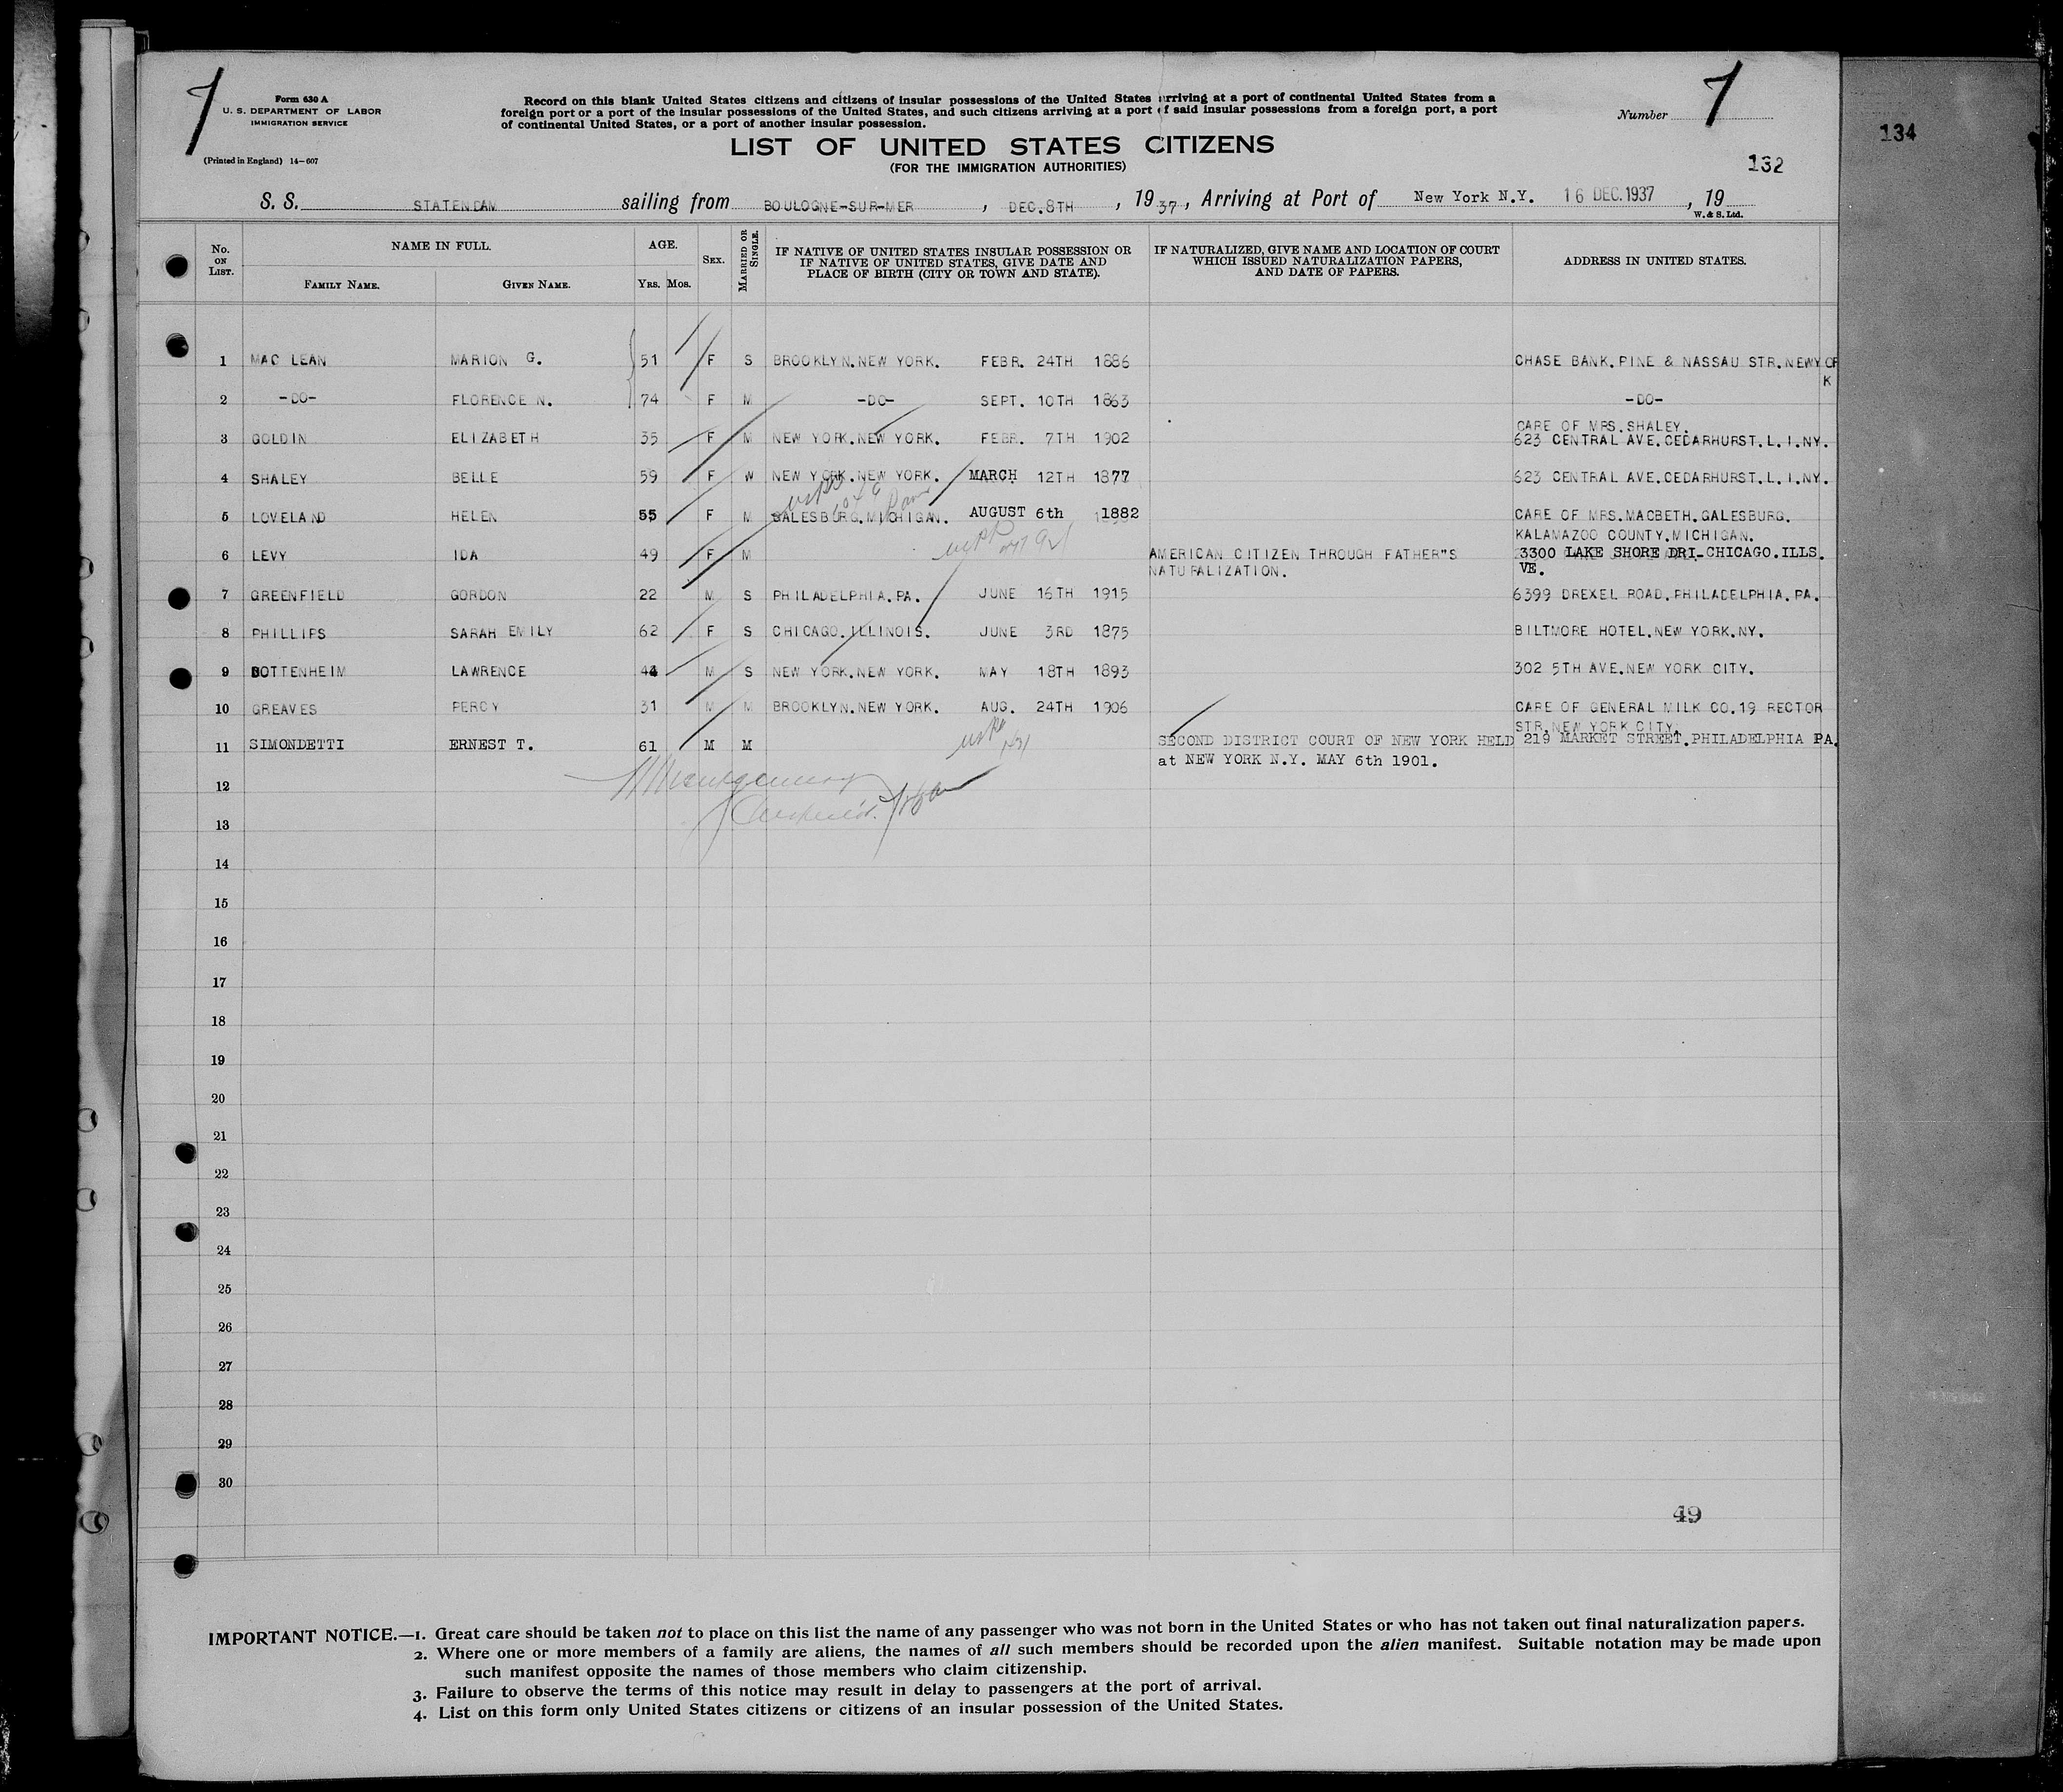 7
Form 630 A
U. S. DEPARTMENT OF LABOR
IMMIGRATION SERVICE
(Printed in England) 14-607
Record on this blank United States citizens and citizens of insular possessions of the United States arriving at a port of continental United States from a
foreign port or a port of the insular possessions of the United States, and such citizens arriving at a port of said insular possessions from a foreign port, a port
of continental United States, or a port of another insular possession.
Number 7
134
LIST OF UNITED STATES CITIZENS
(FOR THE IMMIGRATION AUTHORITIES)
132
S. S. STATENDAM sailing from BOULOGNE-SUR-MER, DEC.8TH, 1937, Arriving at Port of New York N.Y. 16 DEC. 1937, 19
W. & S. Ltd.
No. ON LIST. NAME IN FULL. FAMILY NAME. GIVEN NAME. AGE. YRS. MOS. SEX. MARRIED OR SINGLE. IF NATIVE OF UNITED STATES INSULAR POSSESSION OR IF NATIVE OF UNITED STATES, GIVE DATE AND PLACE OF BIRTH (CITY OR TOWN AND STATE). IF NATURALIZED, GIVE NAME AND LOCATION OF COURT WHICH ISSUED NATURALIZATION PAPERS, AND DATE OF PAPERS. ADDRESS IN UNITED STATES.
1 MAC LEAN MARION G. 51 F S BROOKLYN.NEW YORK. FEBR. 24TH 1886 CHASE BANK. PINE & NASSAU STR.NEWYOR
K
2 -DO- FLORENCE N. 74 F M -DO- SEPT. 10TH 1863 -DO-
CARE OF MRS.SHALEY.
3 GOLDIN ELIZABETH 35 F M NEW YORK.NEW YORK. FEBR. 7TH 1902 623 CENTRAL AVE.CEDARHURST.L.I.NY.
4 SHALEY BELLE 59 F W NEW YORK.NEW YORK. MARCH 12TH 1877 623 CENTRAL AVE.CEDARHURST.L.I.NY.
5 LOVELAND HELEN 55 F M GALESBURG.MICHIGAN. AUGUST 6th 1882 CARE OF MRS.MACBETH.GALESBURG.
KALAMAZOO COUNTY.MICHIGAN.
6 LEVY IDA 49 F M AMERICAN CITIZEN THROUGH FATHER"S 3300 LAKE SHORE DRI-CHICAGO.ILLS.
NATURALIZATION. VE.
7 GREENFIELD GORDON 22 M S PHILADELPHIA.PA. JUNE 16TH 1915 6399 DREXEL ROAD.PHILADELPHIA.PA.
8 PHILLIPS SARAH EMILY 62 F S CHICAGO.ILLINOIS. JUNE 3RD 1875 BILTMORE HOTEL.NEW YORK.NY.
9 BOTTENHEIM LAWRENCE 44 M S NEW YORK.NEW YORK. MAY 18TH 1893 302 5TH AVE.NEW YORK CITY.
10 GREAVES PERCY 31 M M BROOKLYN.NEW YORK. AUG. 24TH 1906 CARE OF GENERAL MILK CO.19 RECTOR
STR.NEW YORK CITY.
11 SIMONDETTI ERNEST T. 61 M M SECOND DISTRICT COURT OF NEW YORK HELD 219 MARKET STREET.PHILADELPHIA PA.
at NEW YORK N.Y. MAY 6th 1901.
12
13
14
15
16
17
18
19
20
21
22
23
24
25
26
27
28
29
30
49
IMPORTANT NOTICE.—1. Great care should be taken not to place on this list the name of any passenger who was not born in the United States or who has not taken out final naturalization papers.
2. Where one or more members of a family are aliens, the names of all such members should be recorded upon the alien manifest. Suitable notation may be made upon
such manifest opposite the names of those members who claim citizenship.
3. Failure to observe the terms of this notice may result in delay to passengers at the port of arrival.
4. List on this form only United States citizens or citizens of an insular possession of the United States.